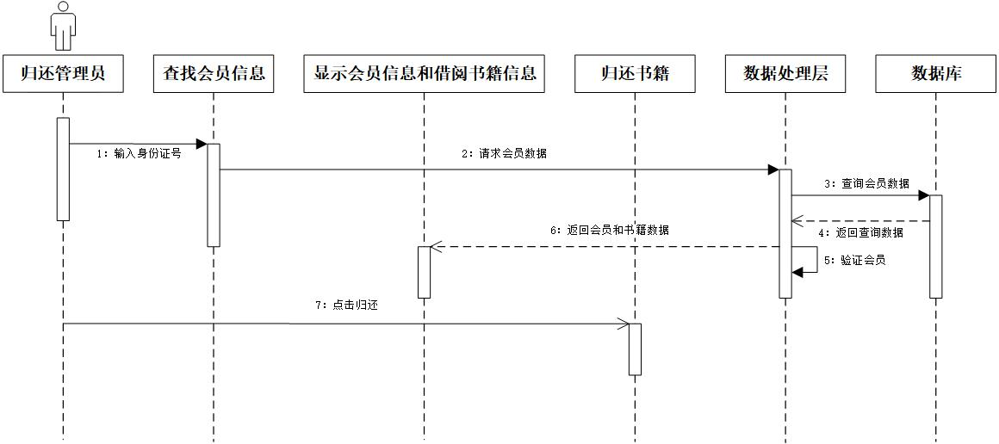 归还管理员
查找会员信息
显示会员信息和借阅书籍信息
归还书籍
数据处理层
数据库
1：输入身份证号
2：请求会员数据
3：查询会员数据
4：返回查询数据
6：返回会员和书籍数据
5：验证会员
7：点击归还